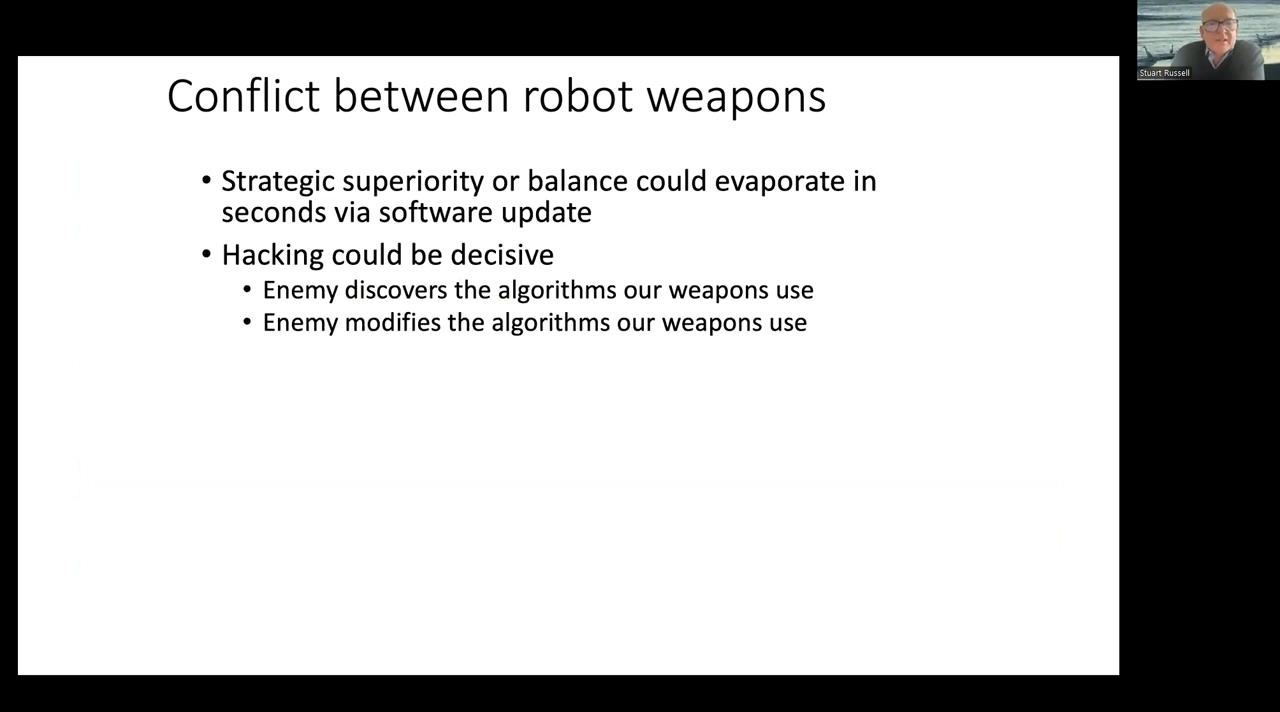 Conflict between robot weapons
• Strategic superiority or balance could evaporate in
seconds via software update
• Hacking could be decisive
• Enemy discovers the algorithms our weapons use
• Enemy modifies the algorithms our weapons use
Stuart Russell